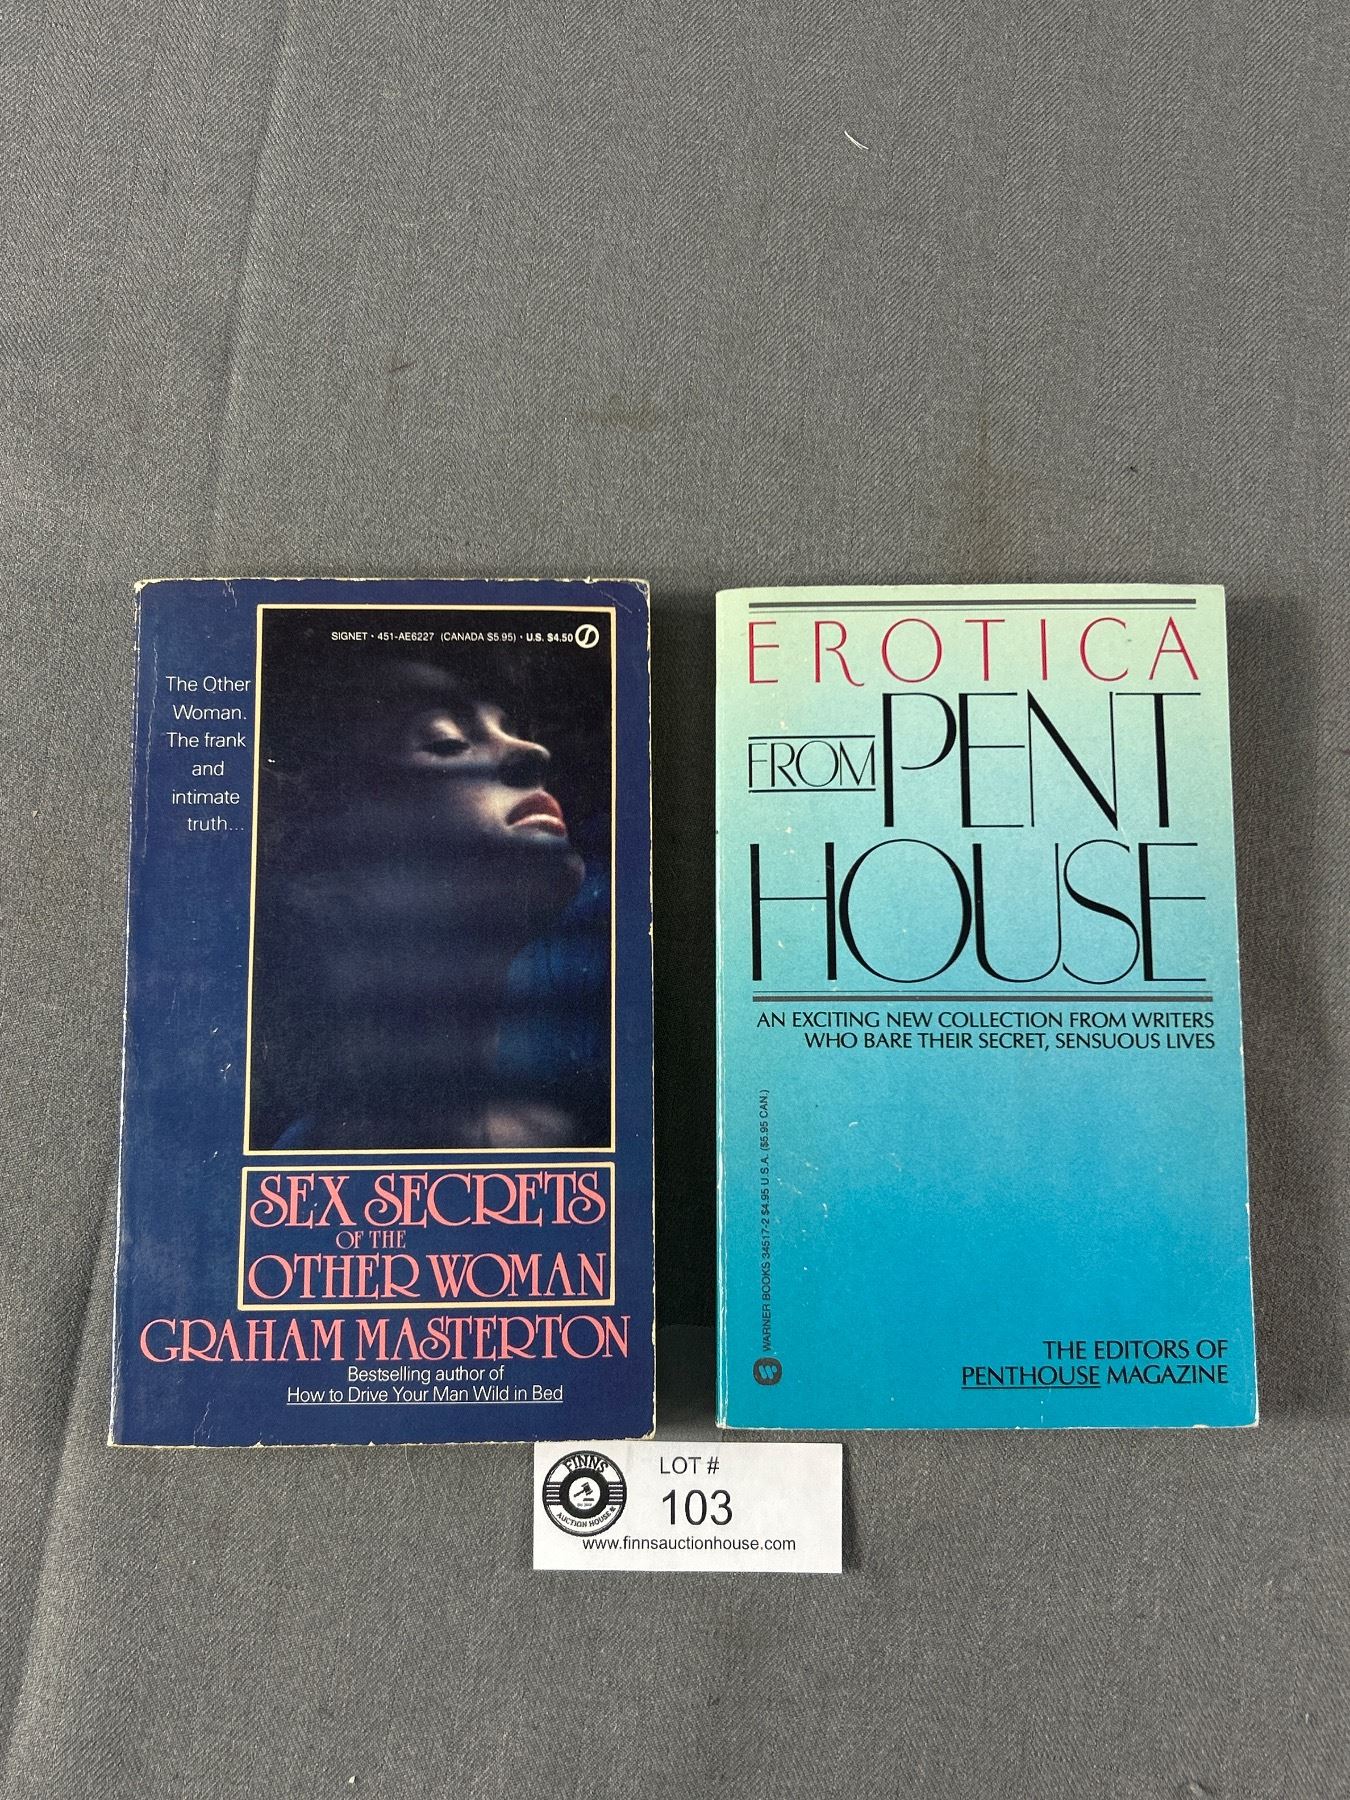 SIGNET • 451-AE6227 (CANADA $5.95) • U.S. $4.50
The Other
Woman.
The frank
and
intimate
truth...
SEX SECRETS
OF THE
OTHER WOMAN
GRAHAM MASTERTON
Bestselling author of
How to Drive Your Man Wild in Bed
EROTICA
FROM PENT
HOUSE
AN EXCITING NEW COLLECTION FROM WRITERS
WHO BARE THEIR SECRET, SENSUOUS LIVES
WARNER BOOKS 34517-2 $4.95 U.S.A. ($5.95 CAN.)
THE EDITORS OF
PENTHOUSE MAGAZINE
FINNS
AUCTION HOUSE
LOT #
103
www.finnsauctionhouse.com